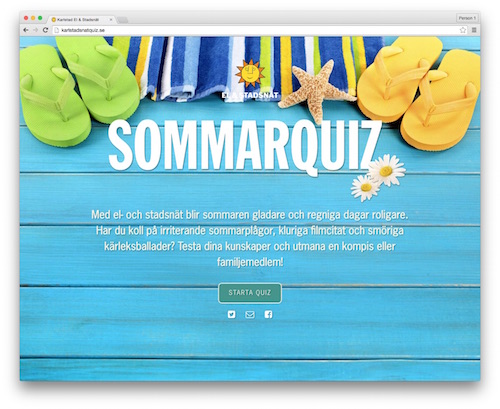 Karlstad El & Stadsnät
Person 1
karlstadsnatquiz.se
EL & STADSNÄT
SOMMARQUIZ
Med el- och stadsnät blir sommaren gladare och regniga dagar roligare.
Har du koll på irriterande sommarplågor, kluriga filmcitat och smöriga
kärleksballader? Testa dina kunskaper och utmana en kompis eller
familjemedlem!
STARTA QUIZ